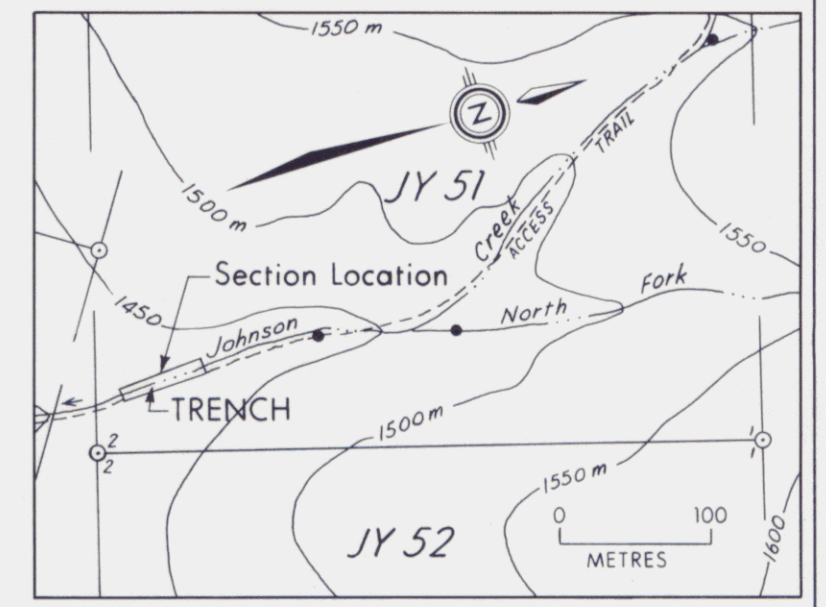 1550 m
N
TRAIL
JY 51
1500 m
Creek
ACCESS
1550
Section Location
Fork
North
1450
Johnson
TRENCH
1500 m
2
2
1
1
1550 m
0 100
METRES
JY 52
1600